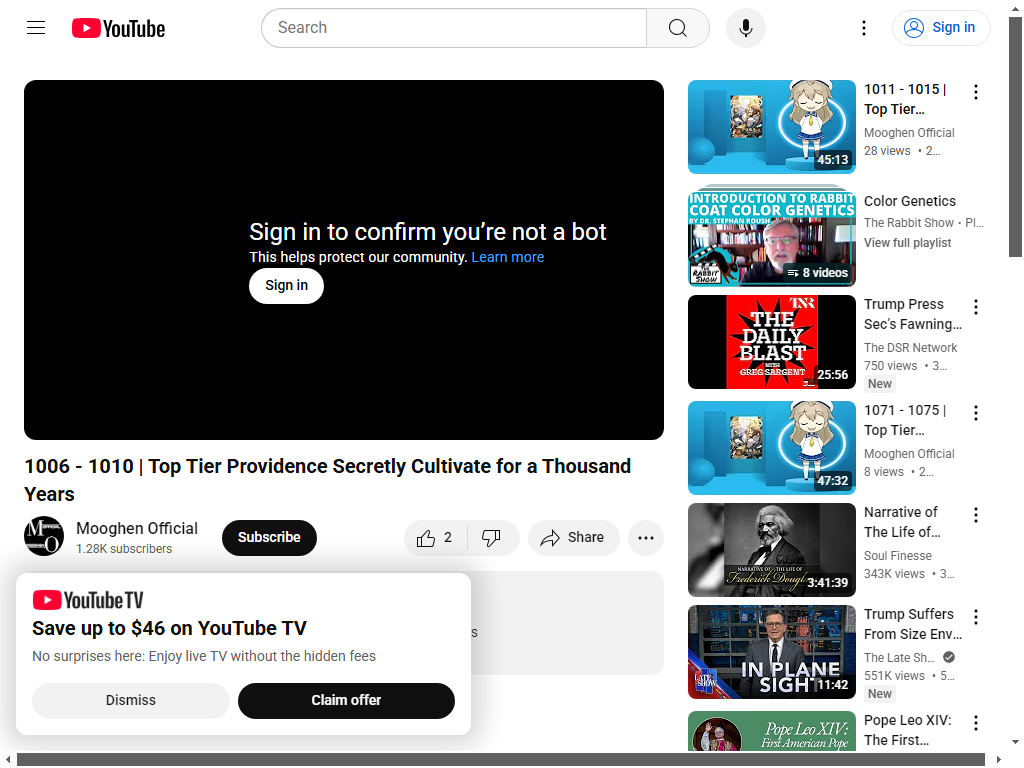 YouTube
Search
Sign in
Sign in to confirm you're not a bot
This helps protect our community. Learn more
Sign in
1006 - 1010 | Top Tier Providence Secretly Cultivate for a Thousand
Years
Mooghen Official
1.28K subscribers
Subscribe
2
Share
s
YouTube TV
Save up to $46 on YouTube TV
No surprises here: Enjoy live TV without the hidden fees
Dismiss
Claim offer
45:13
1011 - 1015 |
Top Tier…
Mooghen Official
28 views • 2…
INTRODUCTION TO RABBIT
COAT COLOR GENETICS
BY DR. STEPHAN ROUSH
THE
RABBIT
SHOW
8 videos
Color Genetics
The Rabbit Show • Pl…
View full playlist
TNR
THE
DAILY
BLAST
WITH
GREG SARGENT
25:56
Trump Press
Sec's Fawning…
The DSR Network
750 views • 3…
New
47:32
1071 - 1075 |
Top Tier…
Mooghen Official
8 views • 2…
NARRATIVE OF THE LIFE OF
Frederick Dougl
3:41:39
Narrative of
The Life of…
Soul Finesse
343K views • 3…
LATE SHOW
IN PLANE
SIGHT
11:42
Trump Suffers
From Size Env…
The Late Sh…
551K views • 5…
New
Pope Leo XIV:
First American Pope
Pope Leo XIV:
The First…